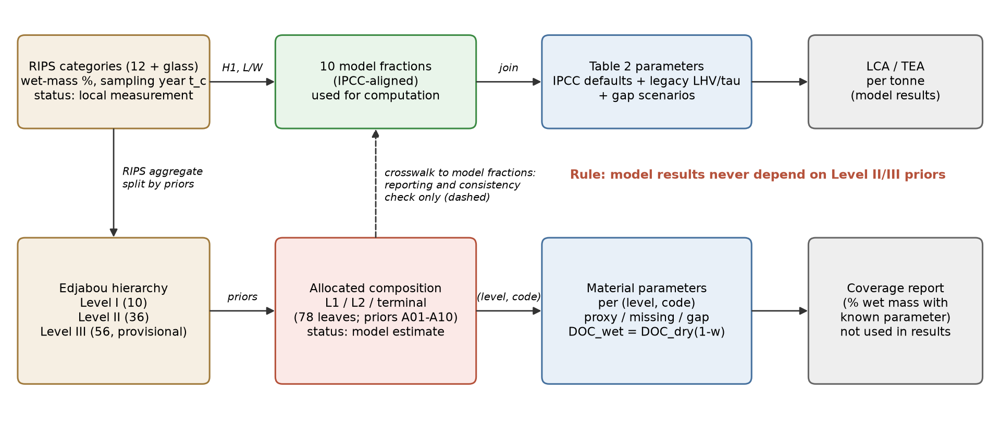 RIPS categories (12 + glass)
wet-mass %, sampling year t_c
status: local measurement
H1, L/W
10 model fractions
(IPCC-aligned)
used for computation
join
Table 2 parameters
IPCC defaults + legacy LHV/tau
+ gap scenarios
LCA / TEA
per tonne
(model results)
RIPS aggregate
split by priors
crosswalk to model fractions:
reporting and consistency
check only (dashed)
Rule: model results never depend on Level II/III priors
Edjabou hierarchy
Level I (10)
Level II (36)
Level III (56, provisional)
priors
Allocated composition
L1 / L2 / terminal
(78 leaves; priors A01-A10)
status: model estimate
(level, code)
Material parameters
per (level, code)
proxy / missing / gap
DOC_wet = DOC_dry(1-w)
Coverage report
(% wet mass with
known parameter)
not used in results